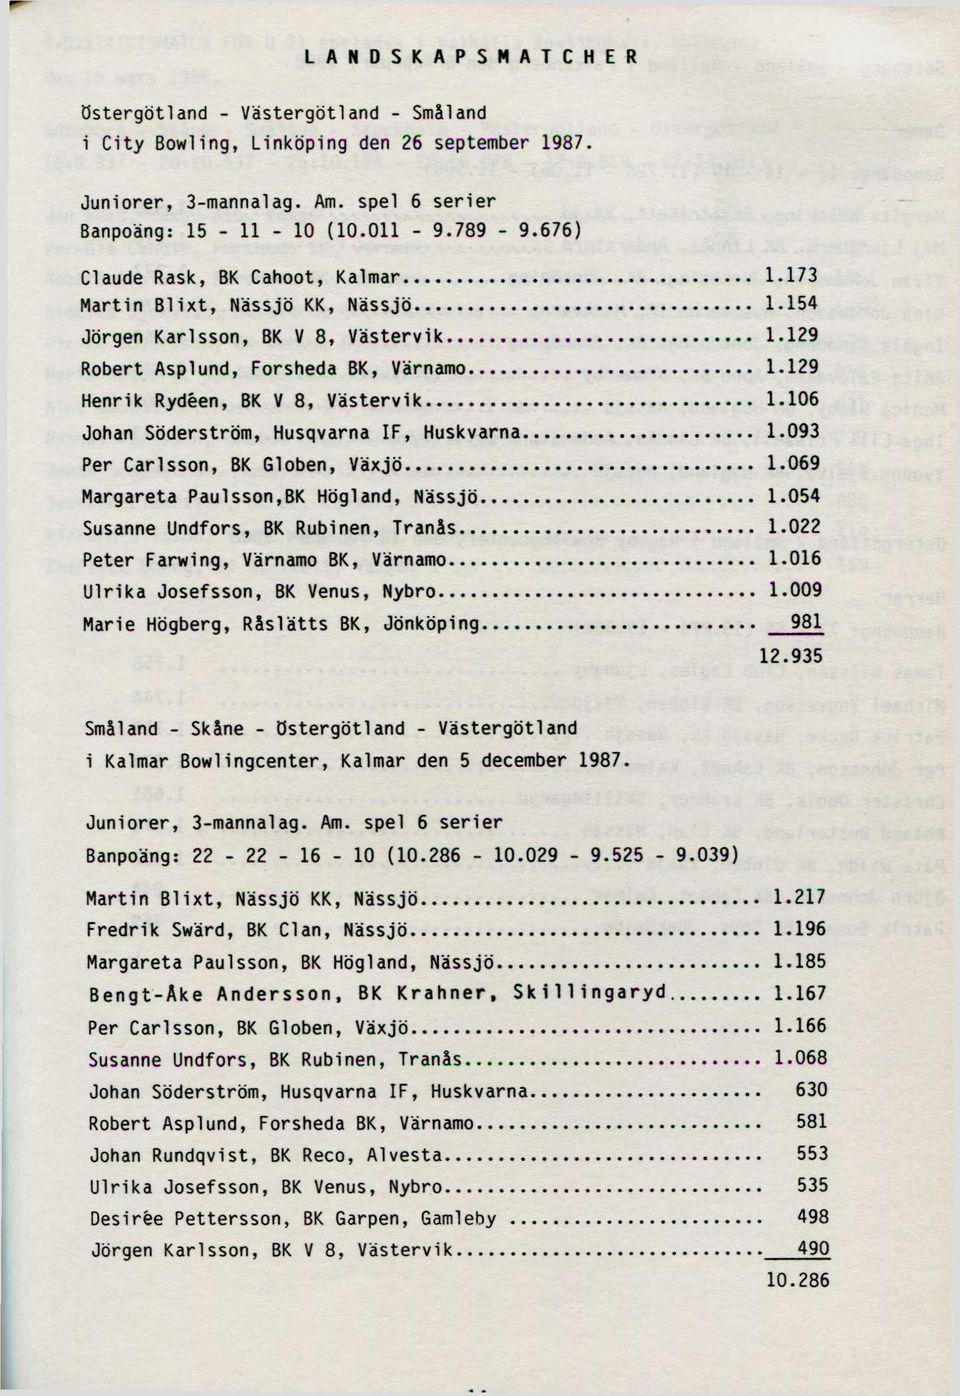 LANDSKAPSMATCHER
Östergötland - Västergötland - Småland
i City Bowling, Linköping den 26 september 1987.
Juniorer, 3-mannalag. Am. spel 6 serier
Banpoäng: 15 - 11 - 10 (10.011 - 9.789 - 9.676)
Claude Rask, BK Cahoot, Kalmar................................. 1.173
Martin Blixt, Nässjö KK, Nässjö................................ 1.154
Jörgen Karlsson, BK V 8, Västervik............................. 1.129
Robert Asplund, Forsheda BK, Värnamo........................... 1.129
Henrik Rydéen, BK V 8, Västervik............................... 1.106
Johan Söderström, Husqvarna IF, Huskvarna...................... 1.093
Per Carlsson, BK Globen, Växjö................................. 1.069
Margareta Paulsson,BK Högland, Nässjö.......................... 1.054
Susanne Undfors, BK Rubinen, Tranås............................ 1.022
Peter Farwing, Värnamo BK, Värnamo............................. 1.016
Ulrika Josefsson, BK Venus, Nybro.............................. 1.009
Marie Högberg, Råslätts BK, Jönköping.......................... 981
12.935
Småland - Skåne - Östergötland - Västergötland
i Kalmar Bowlingcenter, Kalmar den 5 december 1987.
Juniorer, 3-mannalag. Am. spel 6 serier
Banpoäng: 22 - 22 - 16 - 10 (10.286 - 10.029 - 9.525 - 9.039)
Martin Blixt, Nässjö KK, Nässjö................................ 1.217
Fredrik Swärd, BK Clan, Nässjö................................. 1.196
Margareta Paulsson, BK Högland, Nässjö......................... 1.185
Bengt-Åke Andersson, BK Krahner, Skillingaryd......... 1.167
Per Carlsson, BK Globen, Växjö................................. 1.166
Susanne Undfors, BK Rubinen, Tranås............................ 1.068
Johan Söderström, Husqvarna IF, Huskvarna...................... 630
Robert Asplund, Forsheda BK, Värnamo........................... 581
Johan Rundqvist, BK Reco, Alvesta.............................. 553
Ulrika Josefsson, BK Venus, Nybro.............................. 535
Desirée Pettersson, BK Garpen, Gamleby ........................ 498
Jörgen Karlsson, BK V 8, Västervik............................. 490
10.286